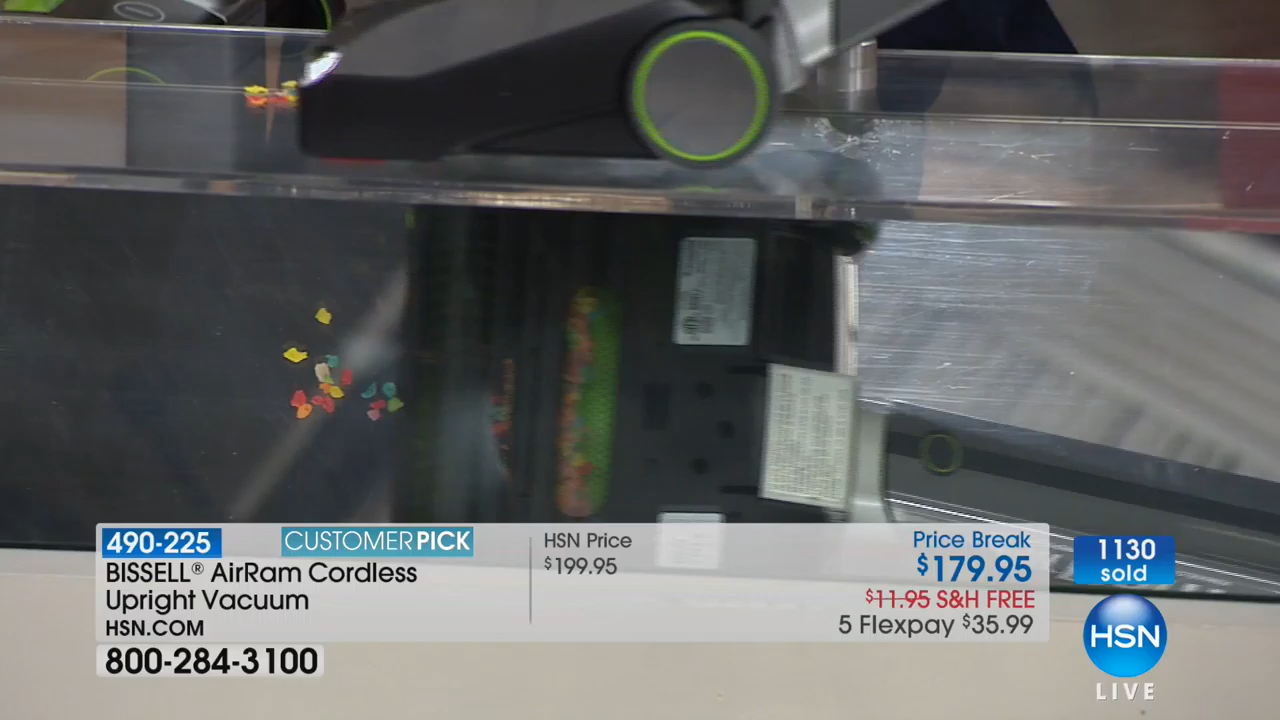 490-225
CUSTOMERPICK
BISSELL® AirRam Cordless
Upright Vacuum
HSN.COM
800-284-3100
HSN Price
$199.95
Price Break
$179.95
$11.95 S&H FREE
5 Flexpay $35.99
1130
sold
HSN
LIVE